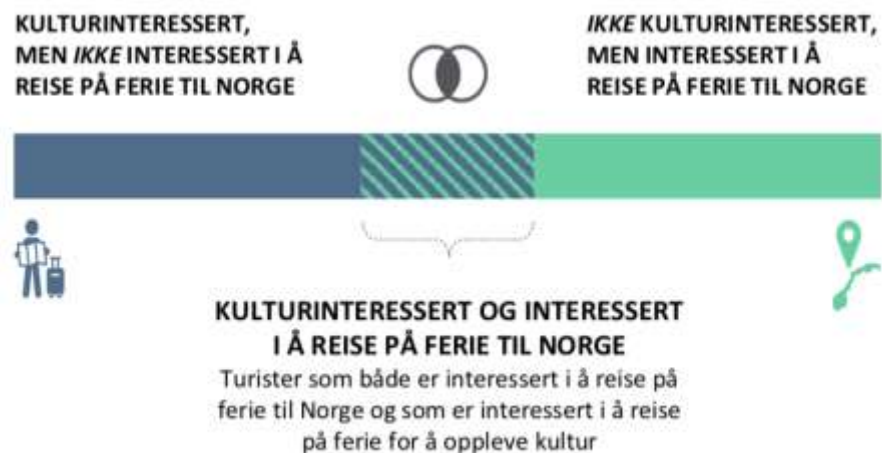 KULTURINTERESSERT,
MEN IKKE INTERESSERT I Å
REISE PÅ FERIE TIL NORGE
IKKE KULTURINTERESSERT,
MEN INTERESSERT I Å
REISE PÅ FERIE TIL NORGE
KULTURINTERESSERT OG INTERESSERT
I Å REISE PÅ FERIE TIL NORGE
Turister som både er interessert i å reise på
ferie til Norge og som er interessert i å reise
på ferie for å oppleve kultur